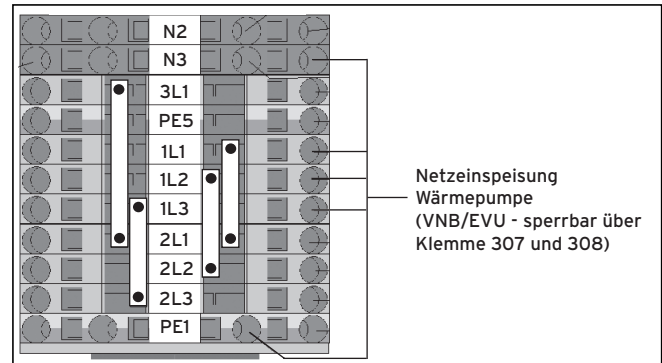 N2
N3
3L1
PE5
1L1
1L2
1L3
2L1
2L2
2L3
PE1
Netzeinspeisung
Wärmepumpe
(VNB/EVU - sperrbar über
Klemme 307 und 308)